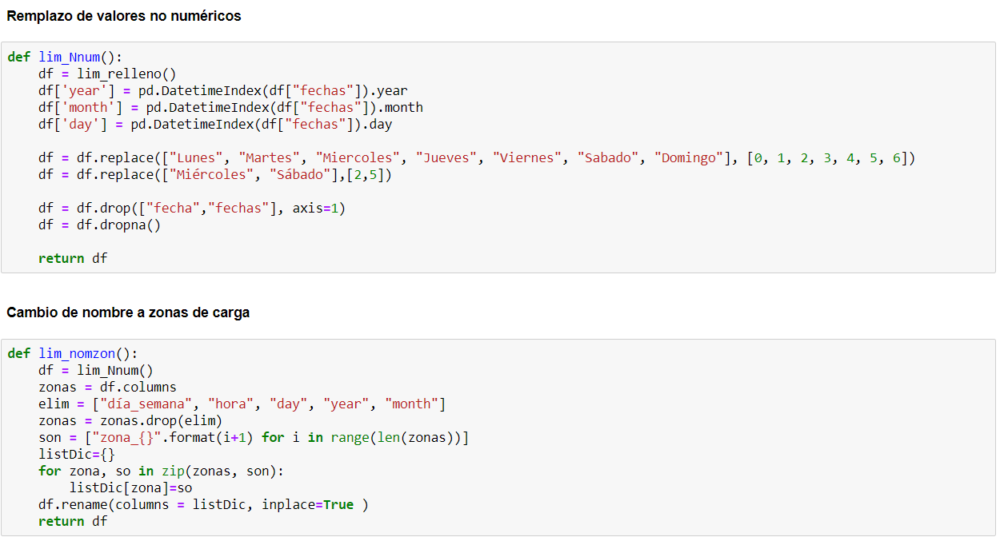 Remplazo de valores no numéricos
def lim_Nnum():
    df = lim_relleno()
    df['year'] = pd.DatetimeIndex(df["fechas"]).year
    df['month'] = pd.DatetimeIndex(df["fechas"]).month
    df['day'] = pd.DatetimeIndex(df["fechas"]).day
    df = df.replace(["Lunes", "Martes", "Miercoles", "Jueves", "Viernes", "Sabado", "Domingo"], [0, 1, 2, 3, 4, 5, 6])
    df = df.replace(["Miércoles", "Sábado"],[2,5])
    df = df.drop(["fecha","fechas"], axis=1)
    df = df.dropna()
    return df
Cambio de nombre a zonas de carga
def lim_nomzon():
    df = lim_Nnum()
    zonas = df.columns
    elim = ["día_semana", "hora", "day", "year", "month"]
    zonas = zonas.drop(elim)
    son = ["zona_{}".format(i+1) for i in range(len(zonas))]
    listDic={}
    for zona, so in zip(zonas, son):
        listDic[zona]=so
    df.rename(columns = listDic, inplace=True )
    return df